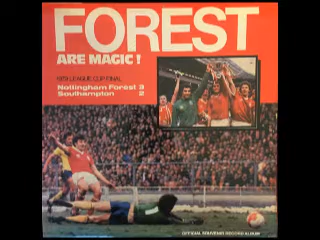 FOREST
ARE MAGIC!
1979 LEAGUE CUP FINAL
Nottingham Forest 3
Southampton 2
OFFICIAL SOUVENIR RECORD ALBUM